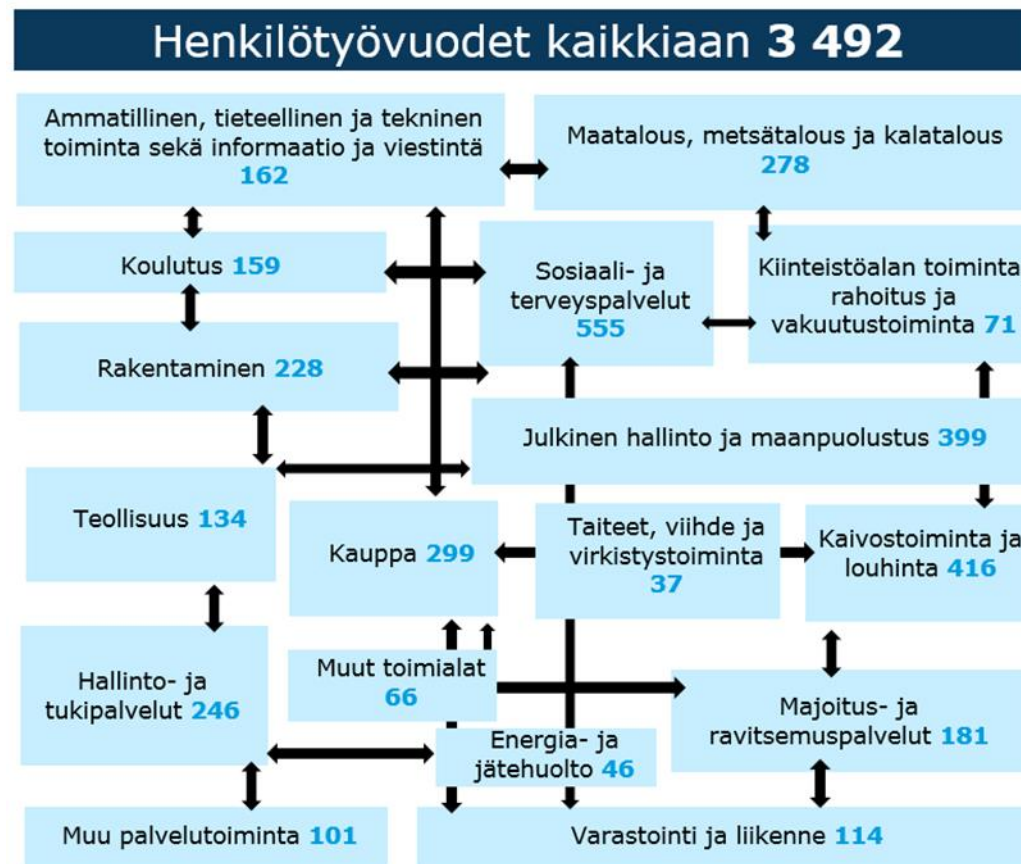 Henkilötyövuodet kaikkiaan 3 492
Ammatillinen, tieteellinen ja tekninen
toiminta sekä informaatio ja viestintä
162
Maatalous, metsätalous ja kalatalous
278
Koulutus 159
Sosiaali- ja
terveyspalvelut
555
Kiinteistöalan toiminta
rahoitus ja
vakuutustoiminta 71
Rakentaminen 228
Julkinen hallinto ja maanpuolustus 399
Teollisuus 134
Kauppa 299
Taiteet, viihde ja
virkistystoiminta
37
Kaivostoiminta ja
louhinta 416
Hallinto- ja
tukipalvelut 246
Muut toimialat
66
Majoitus- ja
ravitsemuspalvelut 181
Energia- ja
jätehuolto 46
Muu palvelutoiminta 101
Varastointi ja liikenne 114